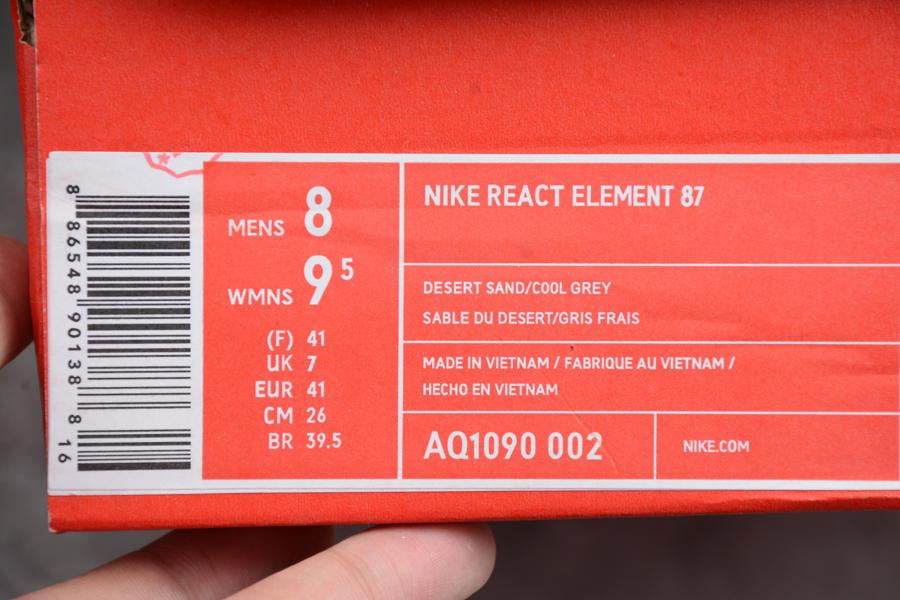 8 86548 90138 8
16
MENS 8
WMNS 9 5
(F) 41
UK 7
EUR 41
CM 26
BR 39.5
NIKE REACT ELEMENT 87
DESERT SAND/COOL GREY
SABLE DU DESERT/GRIS FRAIS
MADE IN VIETNAM / FABRIQUE AU VIETNAM /
HECHO EN VIETNAM
AQ1090 002
NIKE.COM